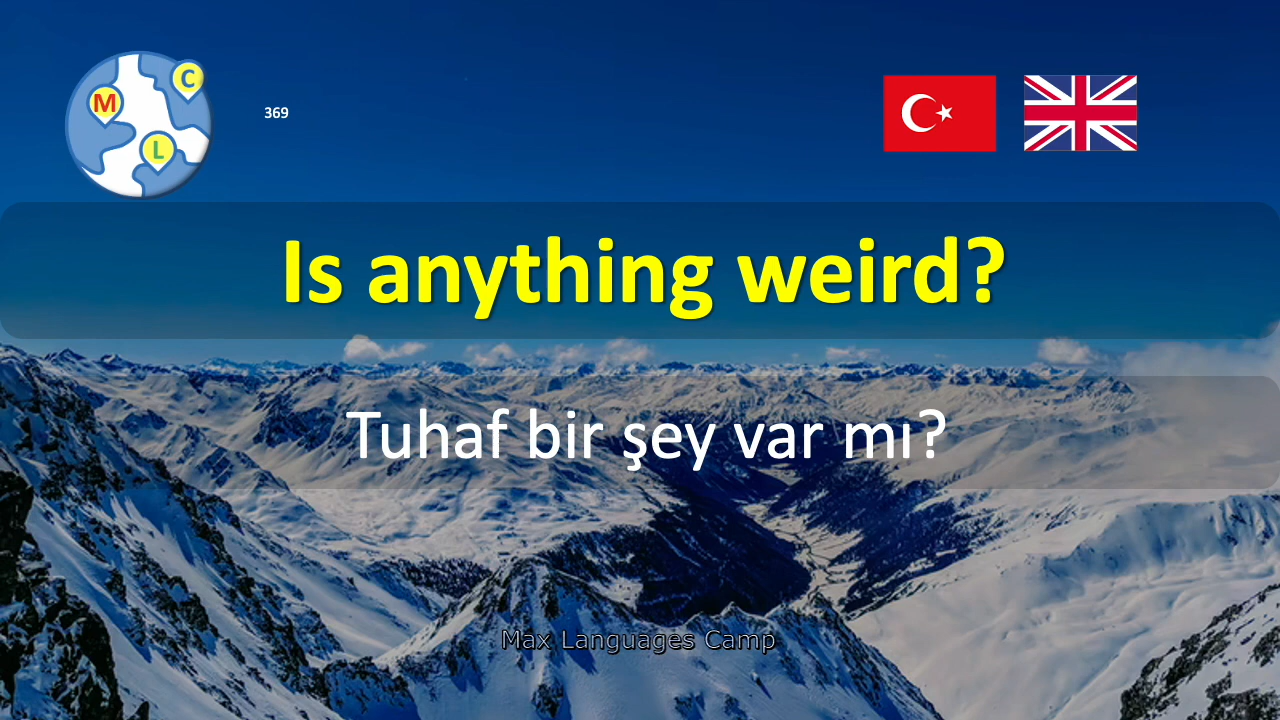 M
C
L
369
Is anything weird?
Tuhaf bir şey var mı?
Max Languages Camp